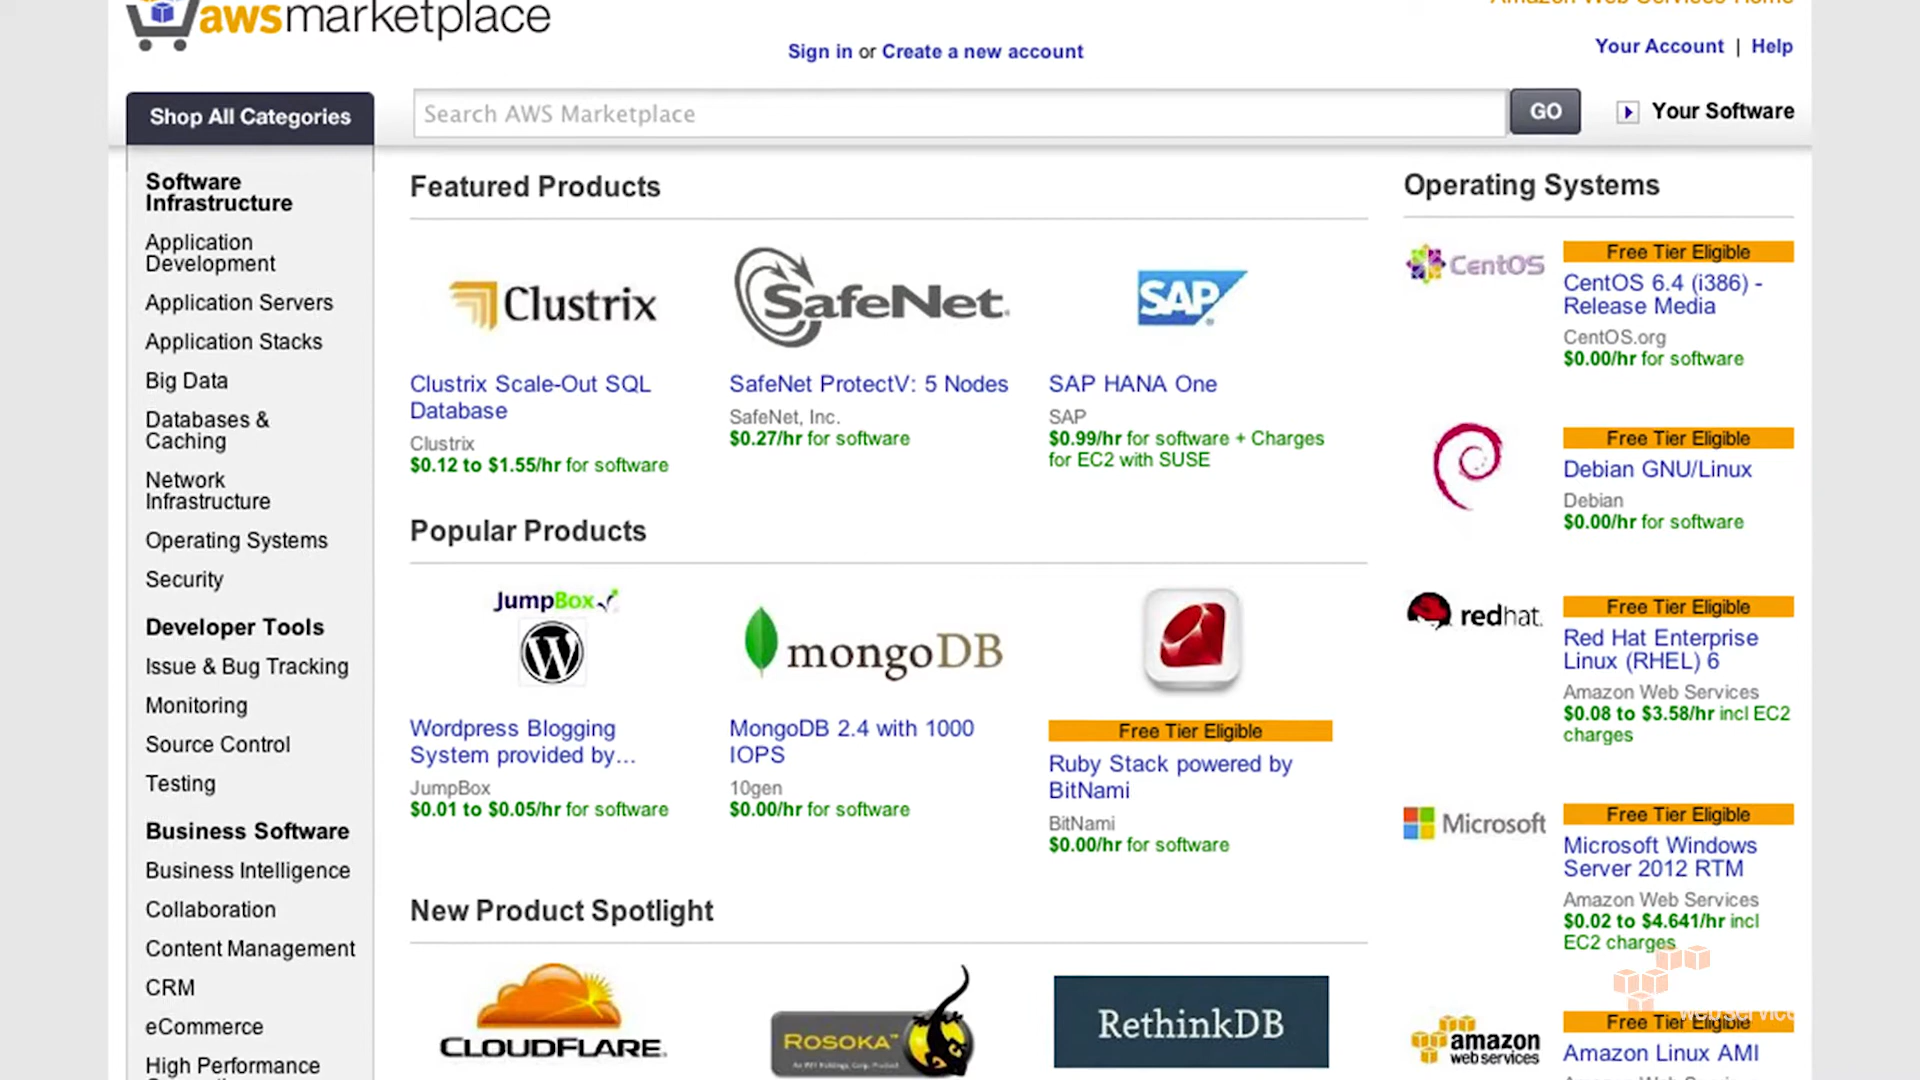 awsmarketplace
Amazon Web Services Home
Sign in or Create a new account
Your Account | Help
Shop All Categories
Search AWS Marketplace
GO
Your Software
Software
Infrastructure
Application
Development
Application Servers
Application Stacks
Big Data
Databases &
Caching
Network
Infrastructure
Operating Systems
Security
Developer Tools
Issue & Bug Tracking
Monitoring
Source Control
Testing
Business Software
Business Intelligence
Collaboration
Content Management
CRM
eCommerce
High Performance
Featured Products
Clustrix
Clustrix Scale-Out SQL
Database
Clustrix
$0.12 to $1.55/hr for software
SafeNet.
SafeNet ProtectV: 5 Nodes
SafeNet, Inc.
$0.27/hr for software
SAP
SAP HANA One
SAP
$0.99/hr for software + Charges
for EC2 with SUSE
Popular Products
JumpBox
W
Wordpress Blogging
System provided by...
JumpBox
$0.01 to $0.05/hr for software
mongoDB
MongoDB 2.4 with 1000
IOPS
10gen
$0.00/hr for software
Free Tier Eligible
Ruby Stack powered by
BitNami
BitNami
$0.00/hr for software
New Product Spotlight
CLOUDFLARE
ROSOKA™
RethinkDB
Operating Systems
CentOS
Free Tier Eligible
CentOS 6.4 (i386) -
Release Media
CentOS.org
$0.00/hr for software
Free Tier Eligible
Debian GNU/Linux
Debian
$0.00/hr for software
redhat.
Free Tier Eligible
Red Hat Enterprise
Linux (RHEL) 6
Amazon Web Services
$0.08 to $3.58/hr incl EC2
charges
Microsoft
Free Tier Eligible
Microsoft Windows
Server 2012 RTM
Amazon Web Services
$0.02 to $4.641/hr incl
EC2 charges
amazon
webservices
Free Tier Eligible
Amazon Linux AMI